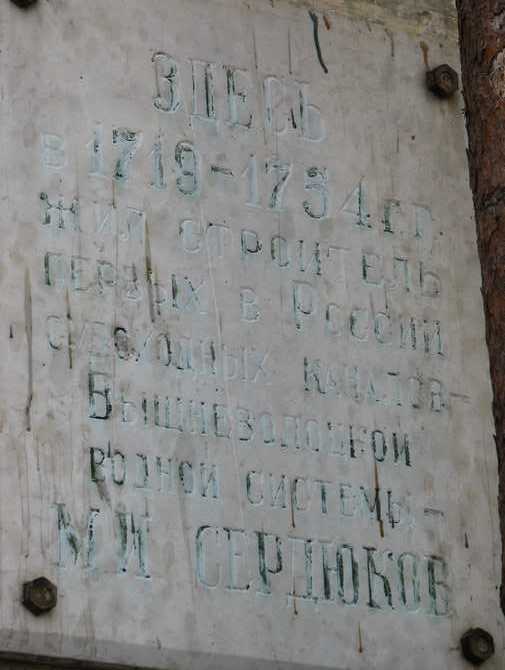 ЗДЕСЬ
в 1719-1754 гг.
жил строитель
первых в России
судоходных каналов-
Вышневолоцкой
водной системы,-
М.И. СЕРДЮКОВ